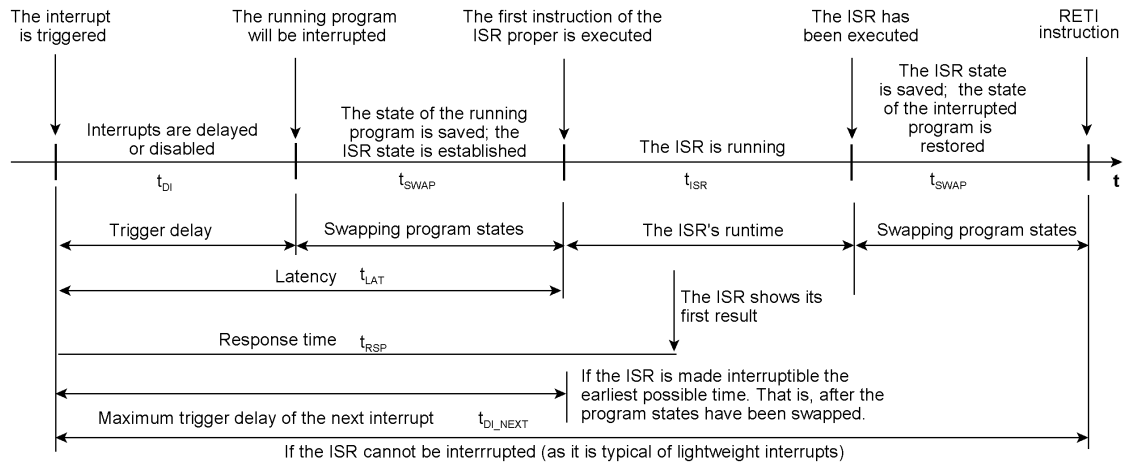 The interrupt
is triggered
The running program
will be interrupted
The first instruction of the
ISR proper is executed
The ISR has
been executed
RETI
instruction
Interrupts are delayed
or disabled
The state of the running
program is saved; the
ISR state is established
The ISR is running
The ISR state
is saved; the state
of the interrupted
program is
restored
tDI
tSWAP
tISR
tSWAP
t
Trigger delay
Swapping program states
The ISR's runtime
Swapping program states
Latency tLAT
The ISR shows its
first result
Response time tRSP
If the ISR is made interruptible the
earliest possible time. That is, after the
program states have been swapped.
Maximum trigger delay of the next interrupt tDI_NEXT
If the ISR cannot be interrrupted (as it is typical of lightweight interrupts)